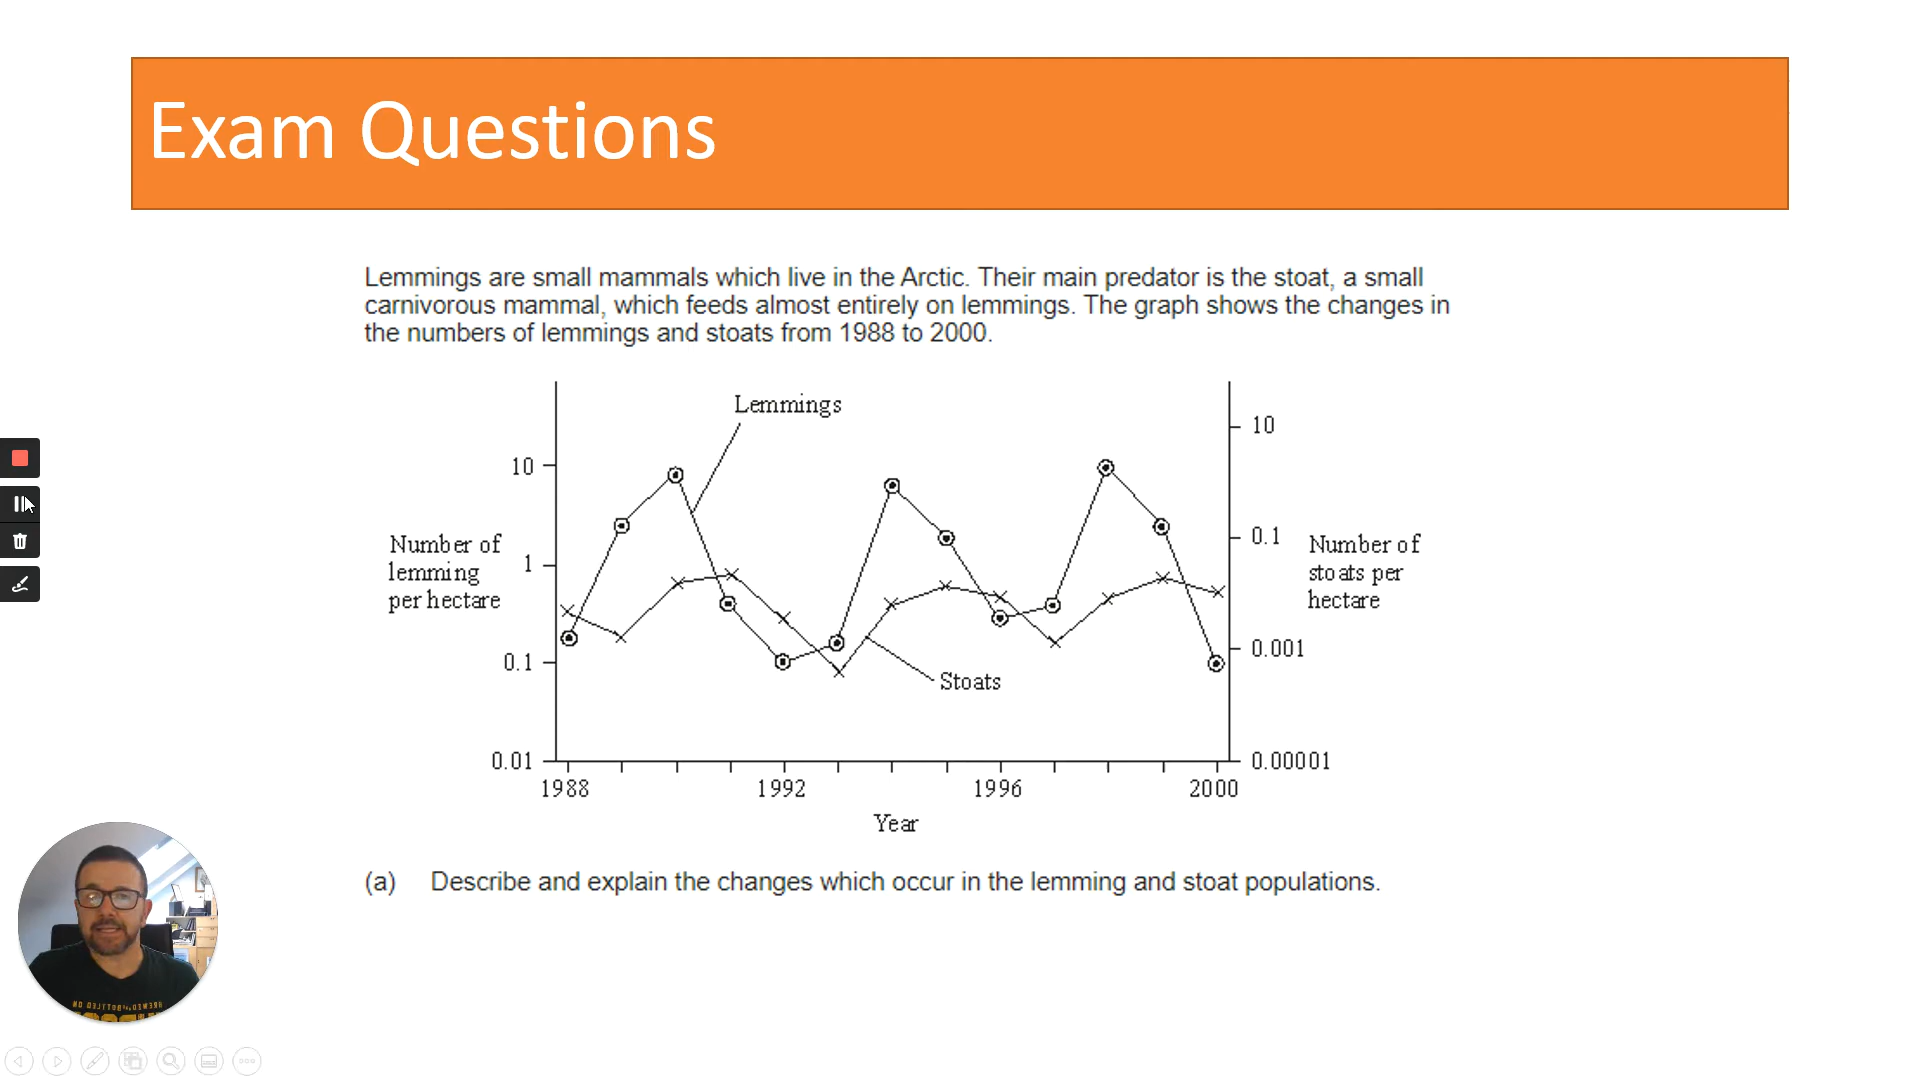 Exam Questions
Lemmings are small mammals which live in the Arctic. Their main predator is the stoat, a small
carnivorous mammal, which feeds almost entirely on lemmings. The graph shows the changes in
the numbers of lemmings and stoats from 1988 to 2000.
Lemmings
10
1
0.1
0.01
Number of
lemming
per hectare
10
0.1
0.001
0.00001
Number of
stoats per
hectare
Stoats
1988 1992 1996 2000
Year
(a) Describe and explain the changes which occur in the lemming and stoat populations.